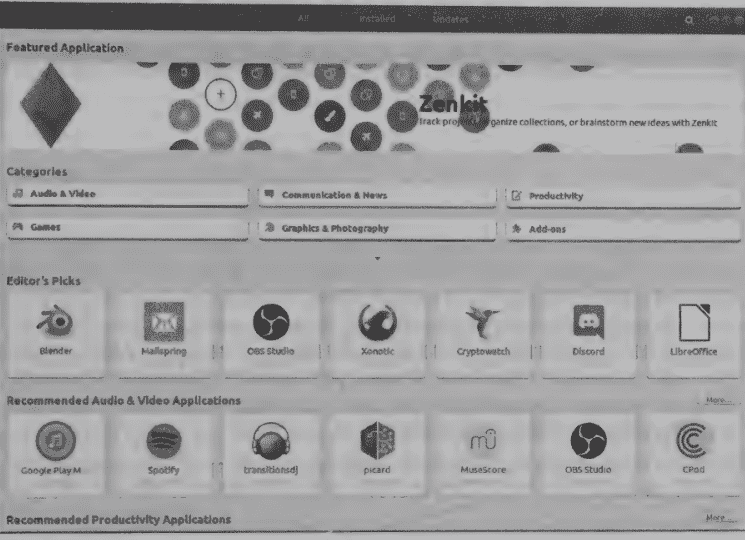 All Installed Updates
Featured Application
Zenkit
Track projects, organize collections, or brainstorm new ideas with Zenkit
Categories
Audio & Video
Communication & News
Productivity
Games
Graphics & Photography
Add-ons
Editor's Picks
Blender
Mailspring
OBS Studio
Xonotic
Cryptowatch
Discord
LibreOffice
Recommended Audio & Video Applications
More...
Google Play M
Spotify
transitionsdj
picard
mū
MuseScore
OBS Studio
CPod
Recommended Productivity Applications
More...